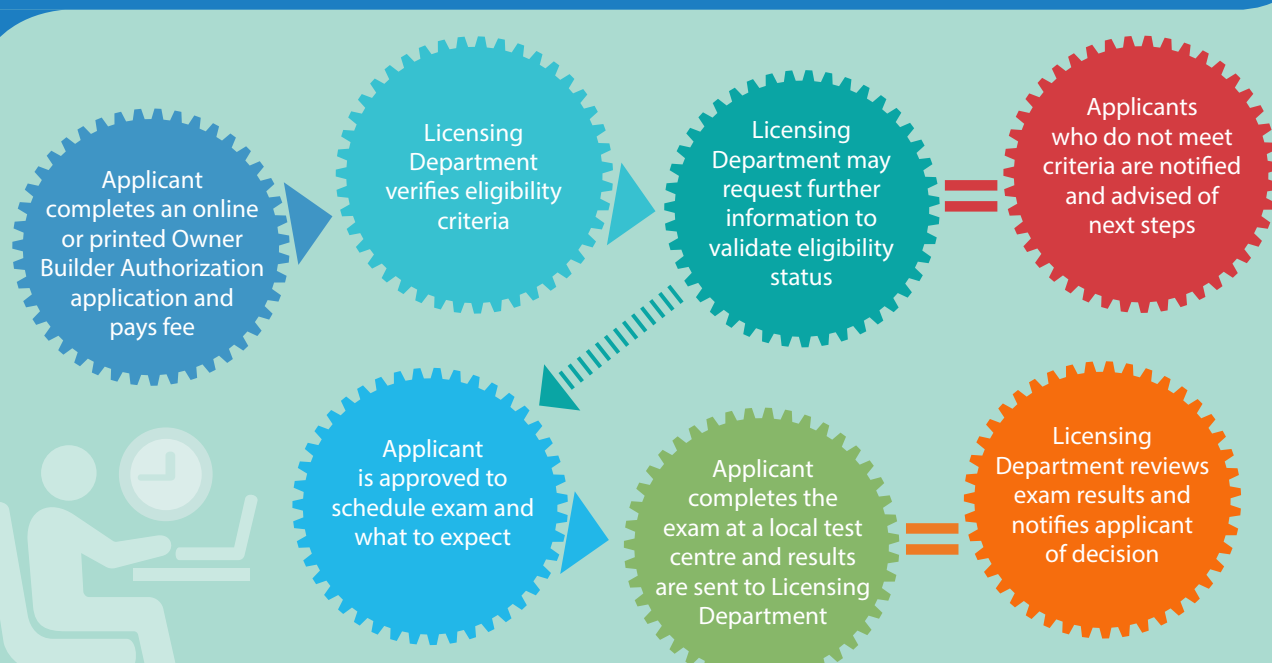 Applicant
completes an online
or printed Owner
Builder Authorization
application and
pays fee
Licensing
Department
verifies eligibility
criteria
Licensing
Department may
request further
information to
validate eligibility
status
Applicants
who do not meet
criteria are notified
and advised of
next steps
Applicant
is approved to
schedule exam and
what to expect
Applicant
completes the
exam at a local test
centre and results
are sent to Licensing
Department
Licensing
Department reviews
exam results and
notifies applicant
of decision